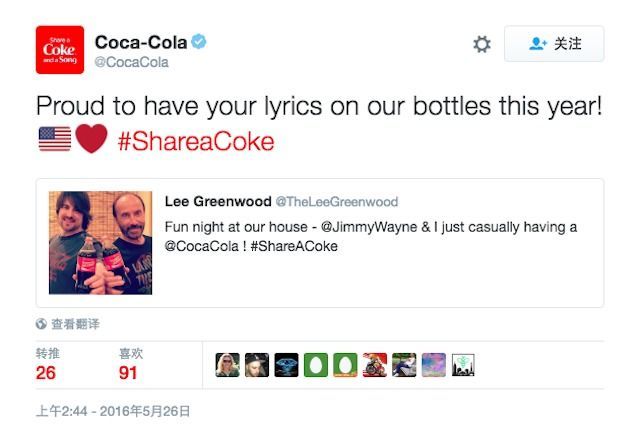 Share a
Coke
and a Song
Coca-Cola
@CocaCola
关注
Proud to have your lyrics on our bottles this year!
#ShareaCoke
Lee Greenwood @TheLeeGreenwood
Fun night at our house - @JimmyWayne & I just casually having a
@CocaCola ! #ShareACoke
查看翻译
转推
26
喜欢
91
上午2:44 - 2016年5月26日